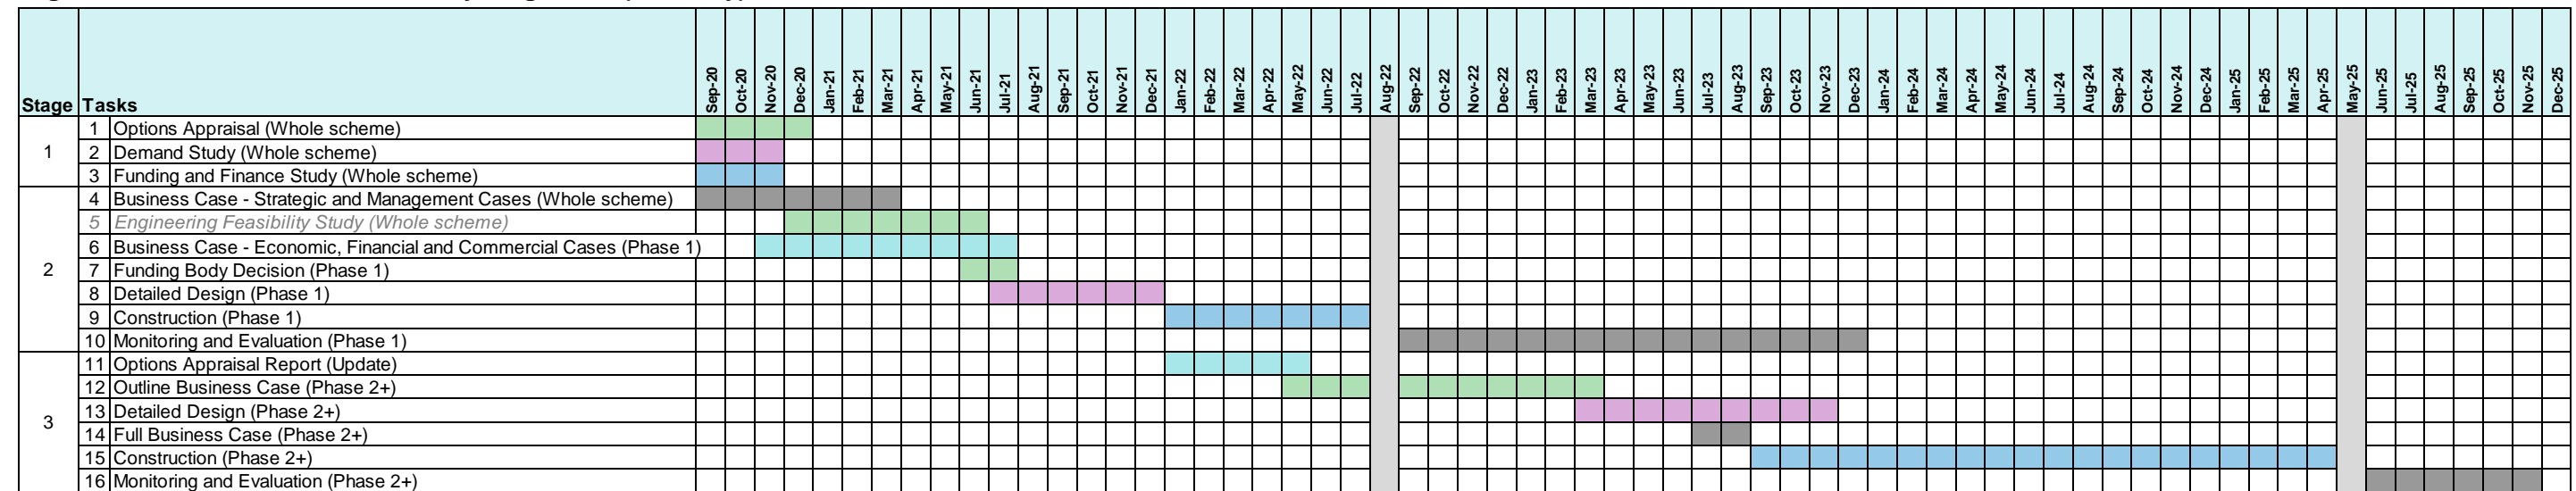 Stage Tasks Sep-20 Oct-20 Nov-20 Dec-20 Jan-21 Feb-21 Mar-21 Apr-21 May-21 Jun-21 Jul-21 Aug-21 Sep-21 Oct-21 Nov-21 Dec-21 Jan-22 Feb-22 Mar-22 Apr-22 May-22 Jun-22 Jul-22 Aug-22 Sep-22 Oct-22 Nov-22 Dec-22 Jan-23 Feb-23 Mar-23 Apr-23 May-23 Jun-23 Jul-23 Aug-23 Sep-23 Oct-23 Nov-23 Dec-23 Jan-24 Feb-24 Mar-24 Apr-24 May-24 Jun-24 Jul-24 Aug-24 Sep-24 Oct-24 Nov-24 Dec-24 Jan-25 Feb-25 Mar-25 Apr-25 May-25 Jun-25 Jul-25 Aug-25 Sep-25 Oct-25 Nov-25 Dec-25
1 Options Appraisal (Whole scheme)
1 2 Demand Study (Whole scheme)
3 Funding and Finance Study (Whole scheme)
4 Business Case - Strategic and Management Cases (Whole scheme)
5 Engineering Feasibility Study (Whole scheme)
6 Business Case - Economic, Financial and Commercial Cases (Phase 1)
2 7 Funding Body Decision (Phase 1)
8 Detailed Design (Phase 1)
9 Construction (Phase 1)
10 Monitoring and Evaluation (Phase 1)
11 Options Appraisal Report (Update)
12 Outline Business Case (Phase 2+)
3 13 Detailed Design (Phase 2+)
14 Full Business Case (Phase 2+)
15 Construction (Phase 2+)
16 Monitoring and Evaluation (Phase 2+)